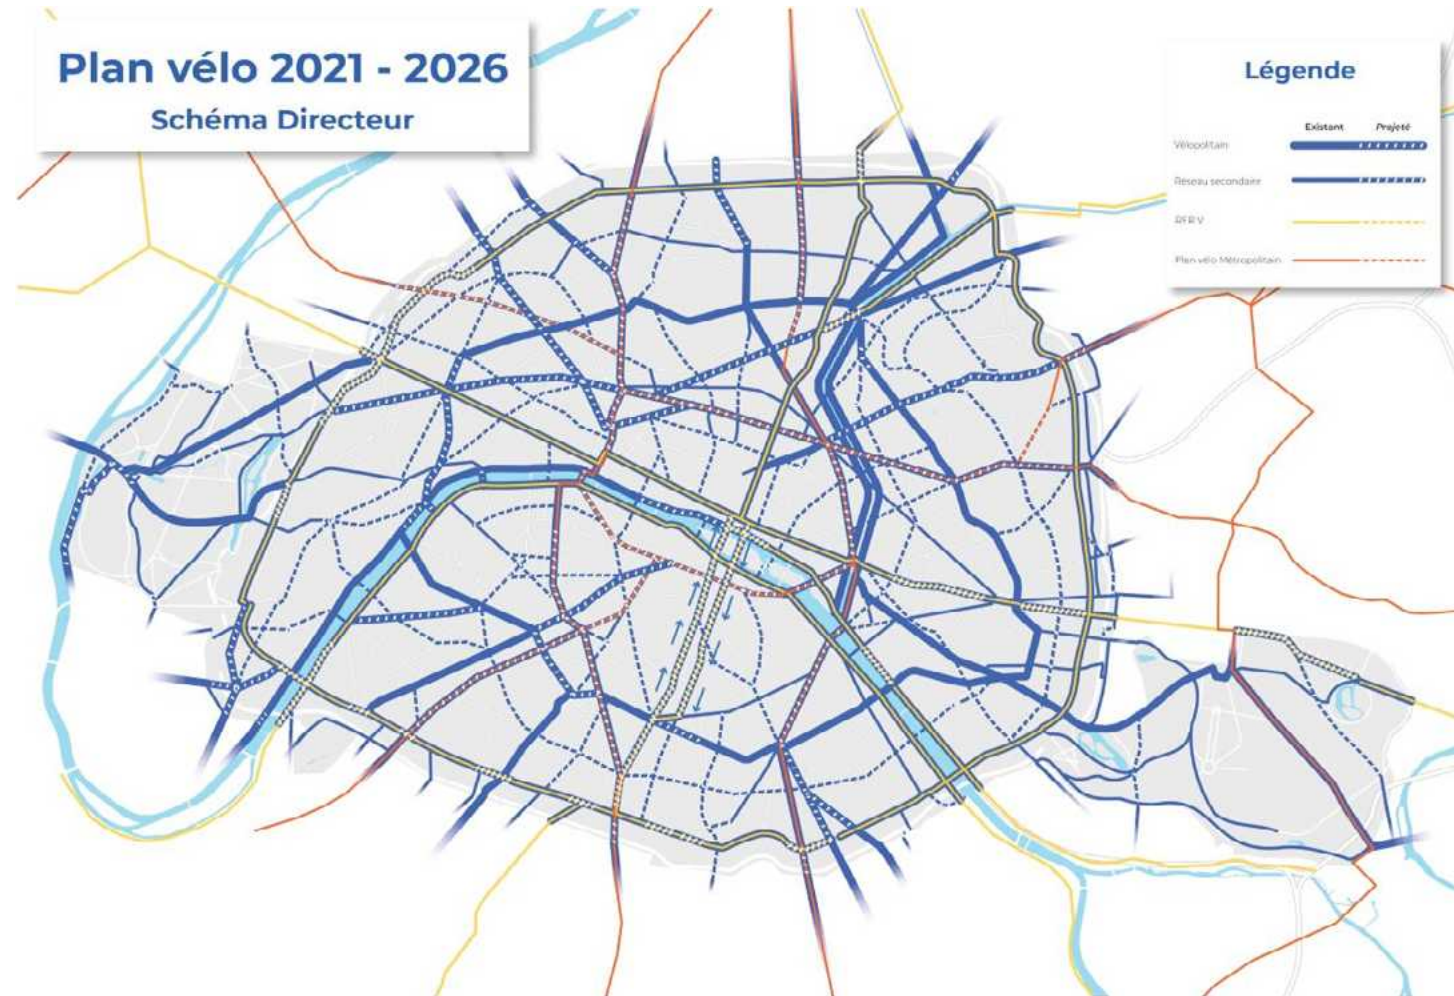 Plan vélo 2021 - 2026
Schéma Directeur
Légende
Existant Projeté
Vélopolitain
Réseau secondaire
RER V
Plan vélo Métropolitain